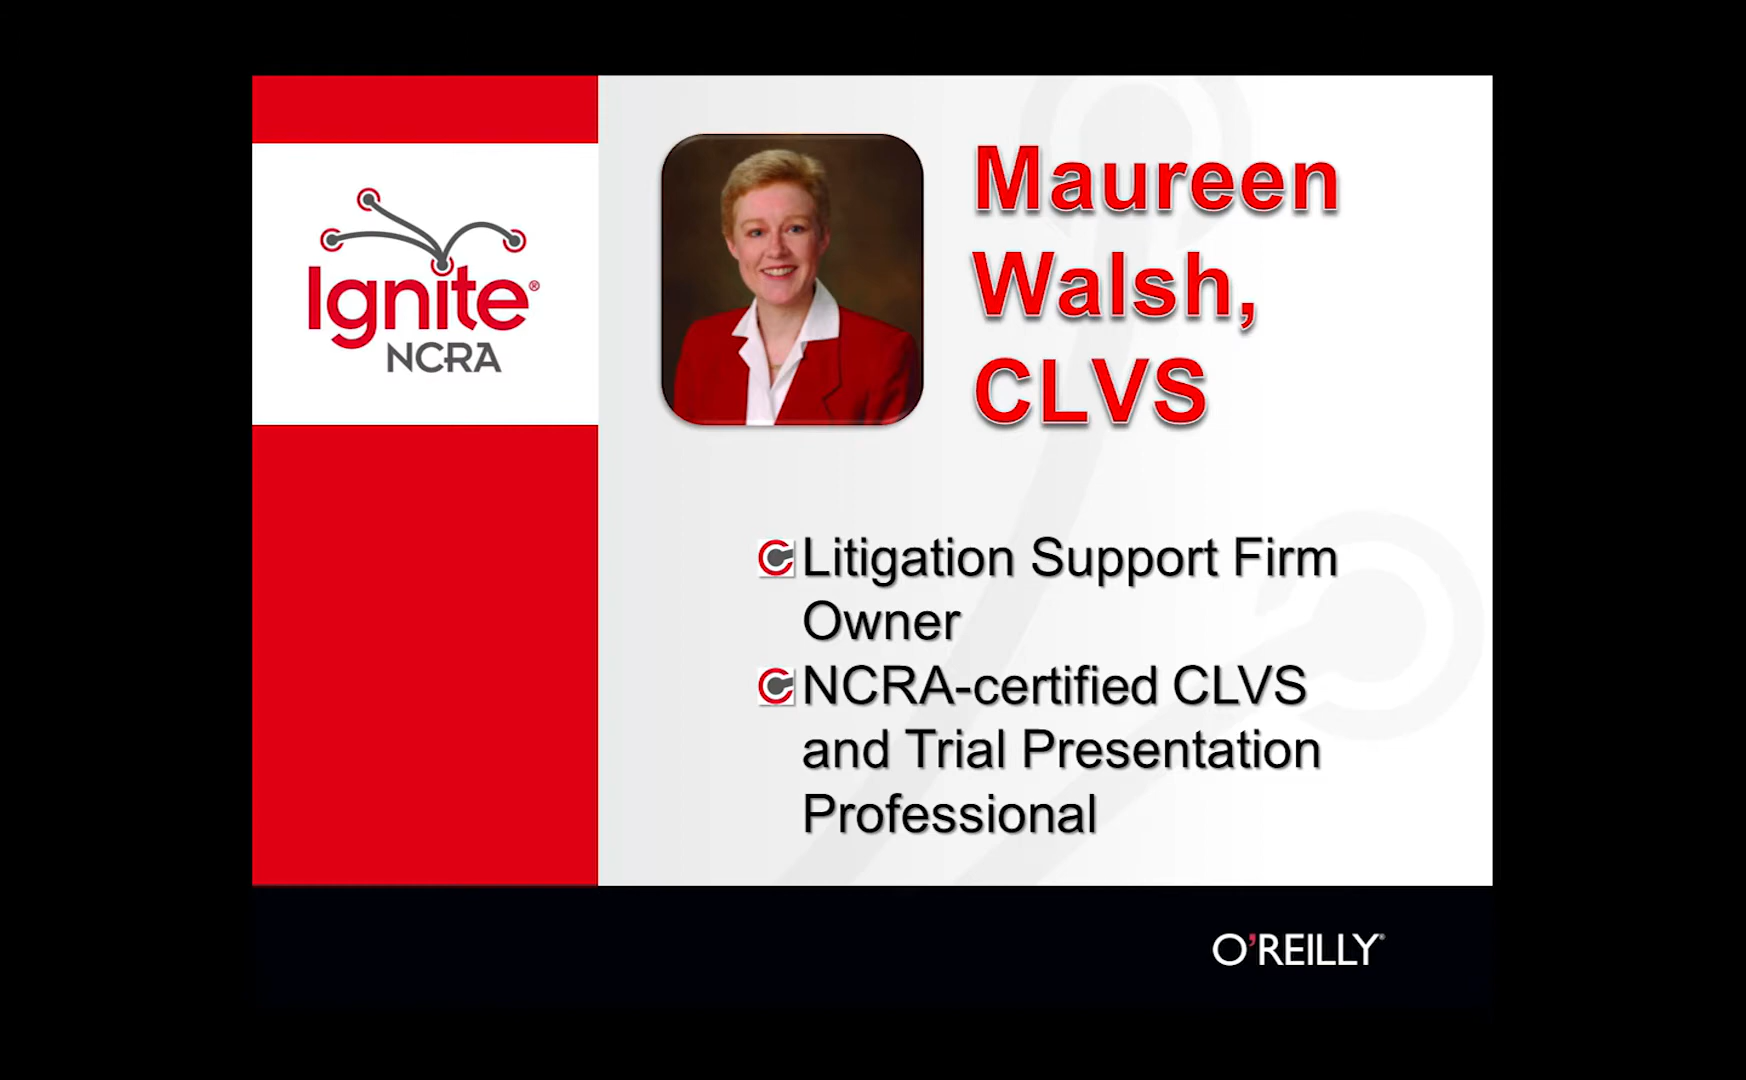 Ignite®
NCRA
Maureen
Walsh,
CLVS
Litigation Support Firm
Owner
NCRA-certified CLVS
and Trial Presentation
Professional
O'REILLY®